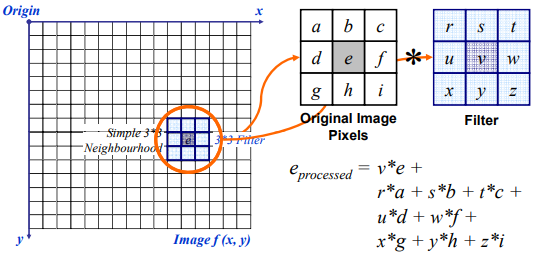 Origin
x
Simple 3*3
Neighbourhood
e
3*3 Filter
y
Image f (x, y)
a b c
d e f
g h i
Original Image
Pixels
*
r s t
u v w
x y z
Filter
eprocessed = v*e +
r*a + s*b + t*c +
u*d + w*f +
x*g + y*h + z*i